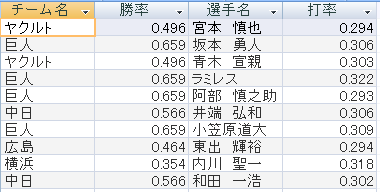 チーム名 勝率 選手名 打率
ヤクルト 0.496 宮本 慎也 0.294
巨人 0.659 坂本 勇人 0.306
ヤクルト 0.496 青木 宣親 0.303
巨人 0.659 ラミレス 0.322
巨人 0.659 阿部 慎之助 0.293
中日 0.566 井端 弘和 0.306
巨人 0.659 小笠原道大 0.309
広島 0.464 東出 輝裕 0.294
横浜 0.354 内川 聖一 0.318
中日 0.566 和田 一浩 0.302